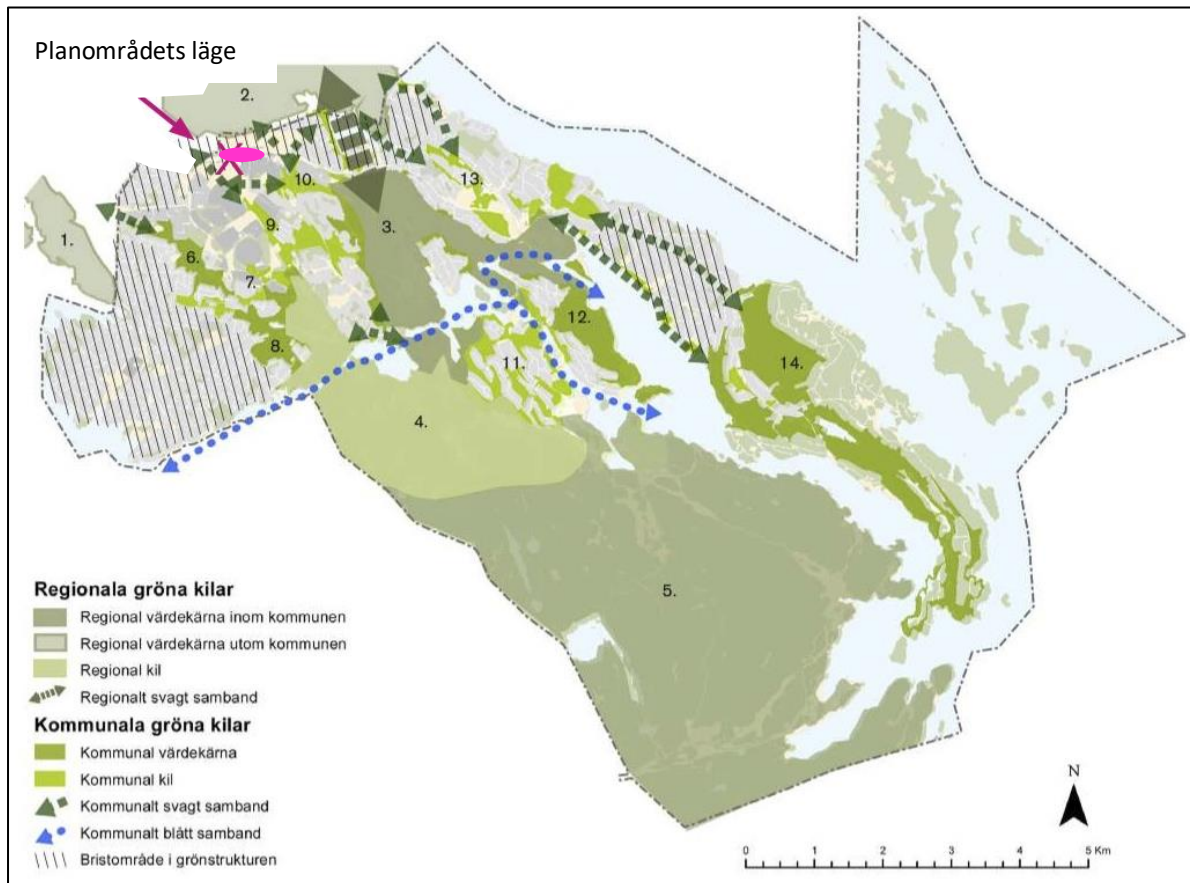 Planområdets läge
2.
1.
10.
13.
3.
9.
6.
7.
8.
12.
11.
14.
4.
5.
Regionala gröna kilar
Regional värdekärna inom kommunen
Regional värdekärna utom kommunen
Regional kil
Regionalt svagt samband
Kommunala gröna kilar
Kommunal värdekärna
Kommunal kil
Kommunalt svagt samband
Kommunalt blått samband
Bristområde i grönstrukturen
N
0 1 2 3 4 5 Km